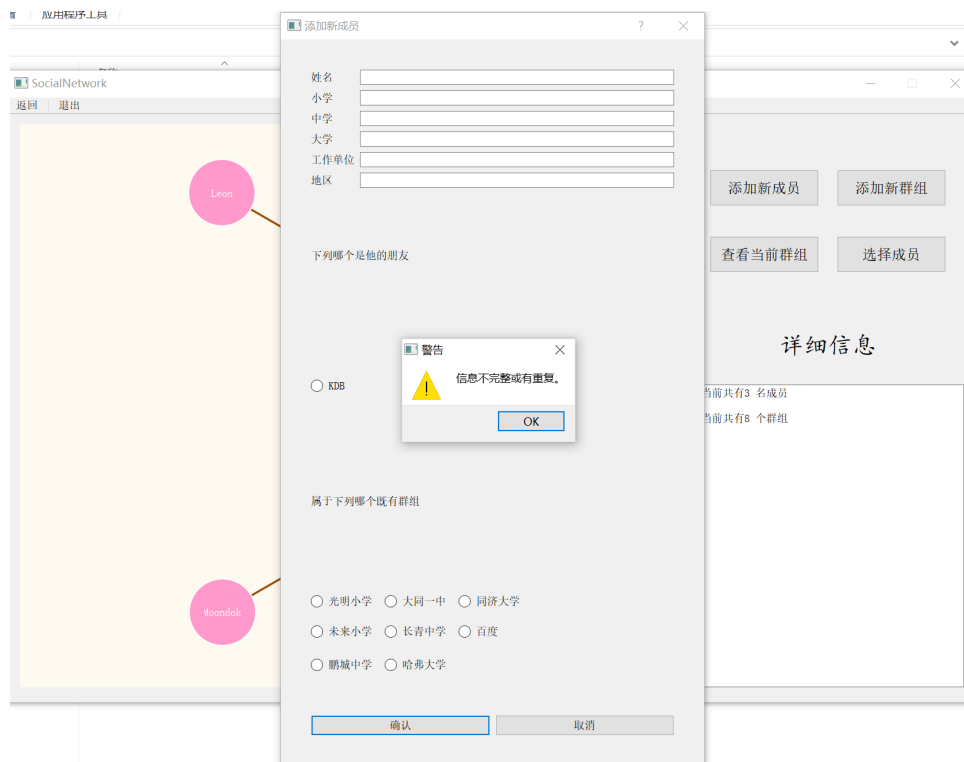 应用程序工具
添加新成员
SocialNetwork
返回 退出
姓名
小学
中学
大学
工作单位
地区
Leon
添加新成员 添加新群组
下列哪个是他的朋友
查看当前群组 选择成员
详细信息
警告
信息不完整或有重复。
OK
KDB
当前共有3 名成员
当前共有8 个群组
属于下列哪个既有群组
光明小学 大同一中 同济大学
Moondok
未来小学 长青中学 百度
鹏城中学 哈弗大学
确认 取消